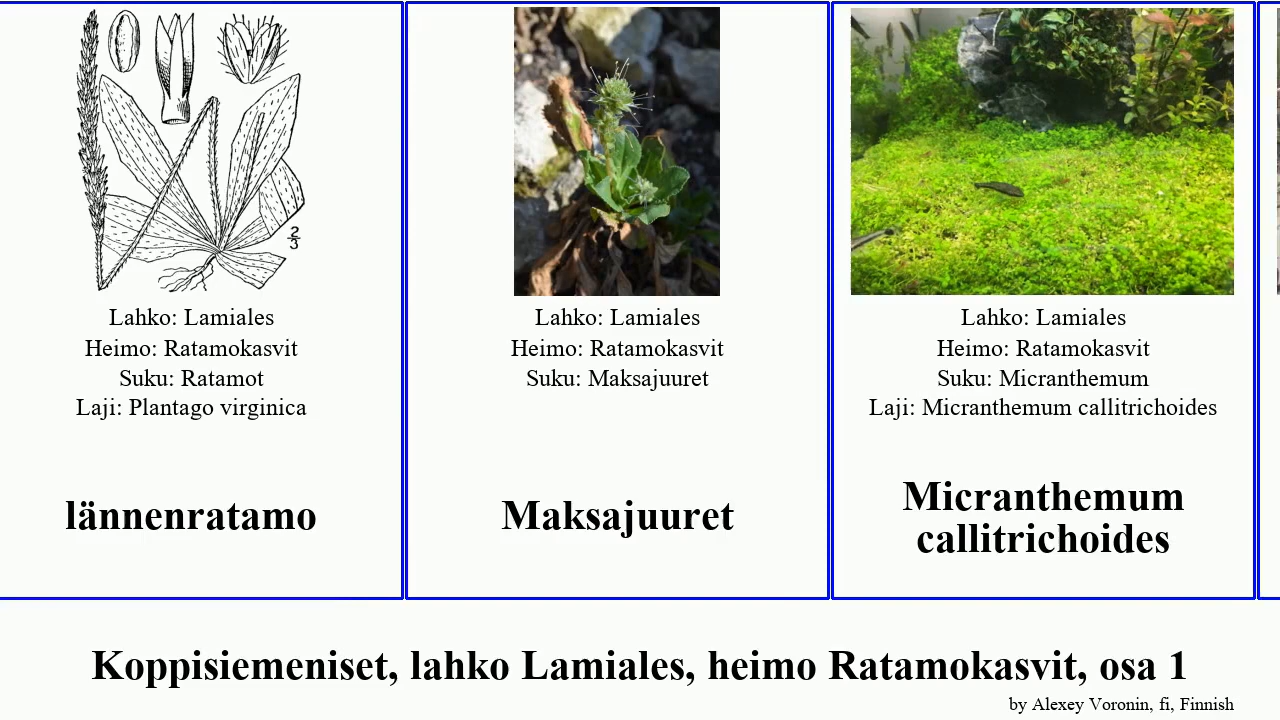 2
3
Lahko: Lamiales
Heimo: Ratamokasvit
Suku: Ratamot
Laji: Plantago virginica
lännenratamo
Lahko: Lamiales
Heimo: Ratamokasvit
Suku: Maksajuuret
Maksajuuret
Lahko: Lamiales
Heimo: Ratamokasvit
Suku: Micranthemum
Laji: Micranthemum callitrichoides
Micranthemum
callitrichoides
Koppisiemeniset, lahko Lamiales, heimo Ratamokasvit, osa 1
by Alexey Voronin, fi, Finnish